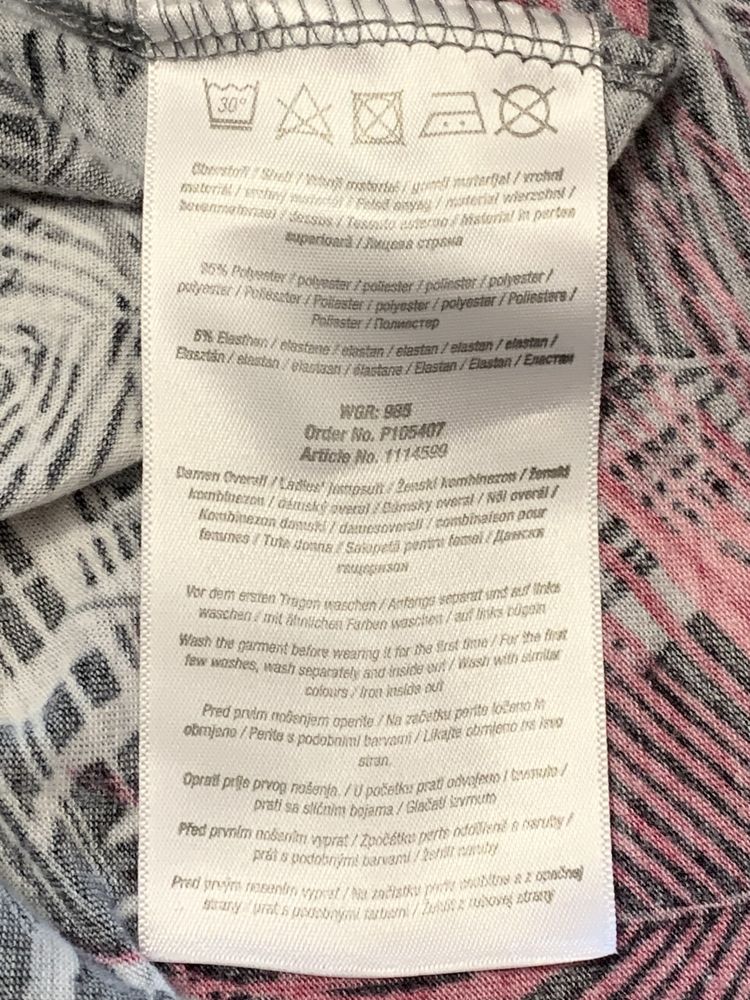 30°
Oberstoff / Shell / Vrhnji material / gornji materijal / vrchní
materiál / vrchný materiál / Felső anyag / materiał wierzchni /
bovenmateriaal / dessus / Tessuto esterno / Material în partea
superioară / Лицева страна
95% Polyester / polyester / poliester / poliester / polyester /
polyester / Poliészter / Poliester / polyester / polyester / Poliestere /
Poliester / Полиестер
5% Elasthan / elastane / elastan / elastan / elastan / elastan /
Elasztán / elastan / elastaan / élastane / Elastan / Elastan / Еластан
WGR: 985
Order No. P105407
Article No. 1114599
Damen Overall / Ladies' jumpsuit / Ženski kombinezon / ženski
kombinezon / dámský overal / Dámsky overal / Női overál /
Kombinezon damski / damesoverall / combinaison pour
femmes / Tuta donna / Salopetă pentru femei / Дамски
гащеризон
Vor dem ersten Tragen waschen / Anfangs separat und auf links
waschen / mit ähnlichen Farben waschen / auf links bügeln
Wash the garment before wearing it for the first time / For the first
few washes, wash separately and inside out / Wash with similar
colours / Iron inside out
Pred prvim nošenjem operite / Na začetku perite ločeno in
obrnjeno / Perite s podobnimi barvami / Likajte obrnjeno na levo
stran.
Oprati prije prvog nošenja. / U početku prati odvojeno i izvrnuto /
prati sa sličnim bojama / Glačati izvrnuto
Před prvním nošením vyprat / Zpočátku perte odděleně a naruby /
prát s podobnými barvami / žehlit naruby
Pred prvým nosením vyprať / Na začiatku perte osobitne a z opačnej
strany / prať s podobnými farbami / Žehliť z rubovej strany